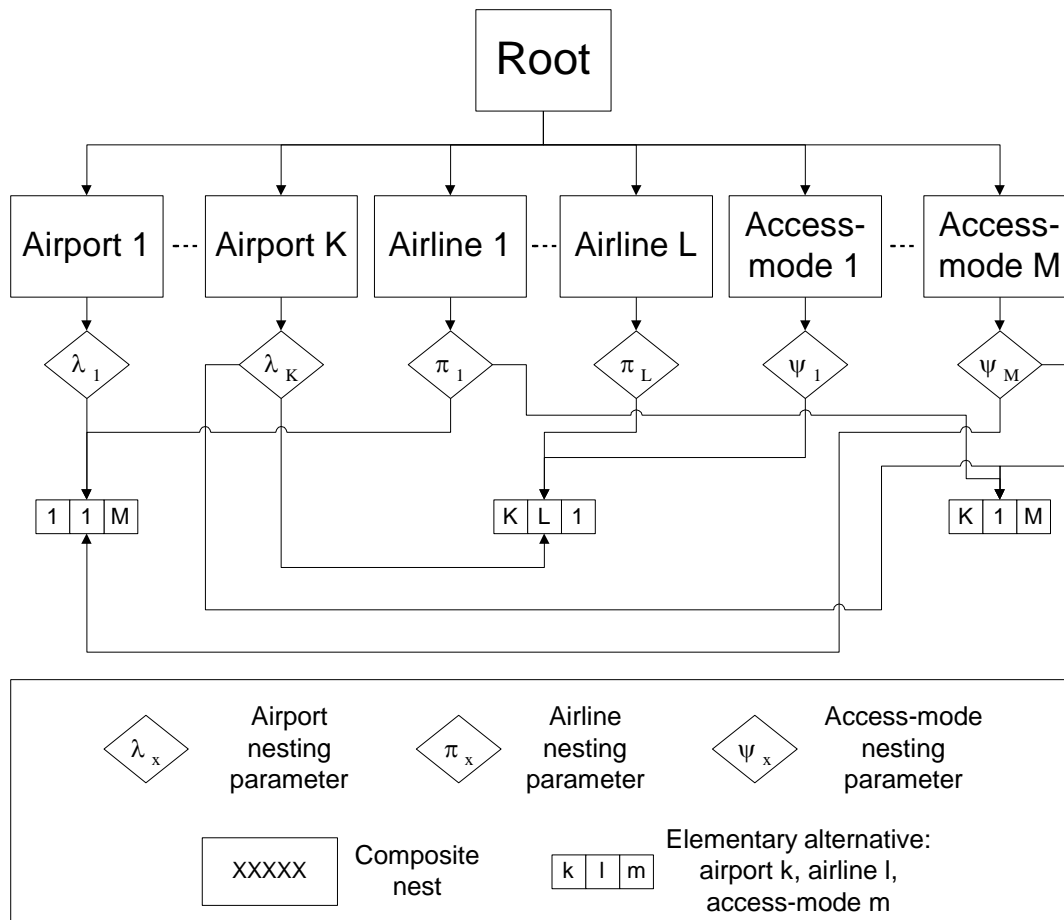 Root
Airport 1
Airport K
Airline 1
Airline L
Access-
mode 1
Access-
mode M
λ 1
λ K
π 1
π L
ψ 1
ψ M
1 1 M
K L 1
K 1 M
λ x
Airport
nesting
parameter
π x
Airline
nesting
parameter
ψ x
Access-mode
nesting
parameter
XXXXX
Composite
nest
k l m
Elementary alternative:
airport k, airline l,
access-mode m